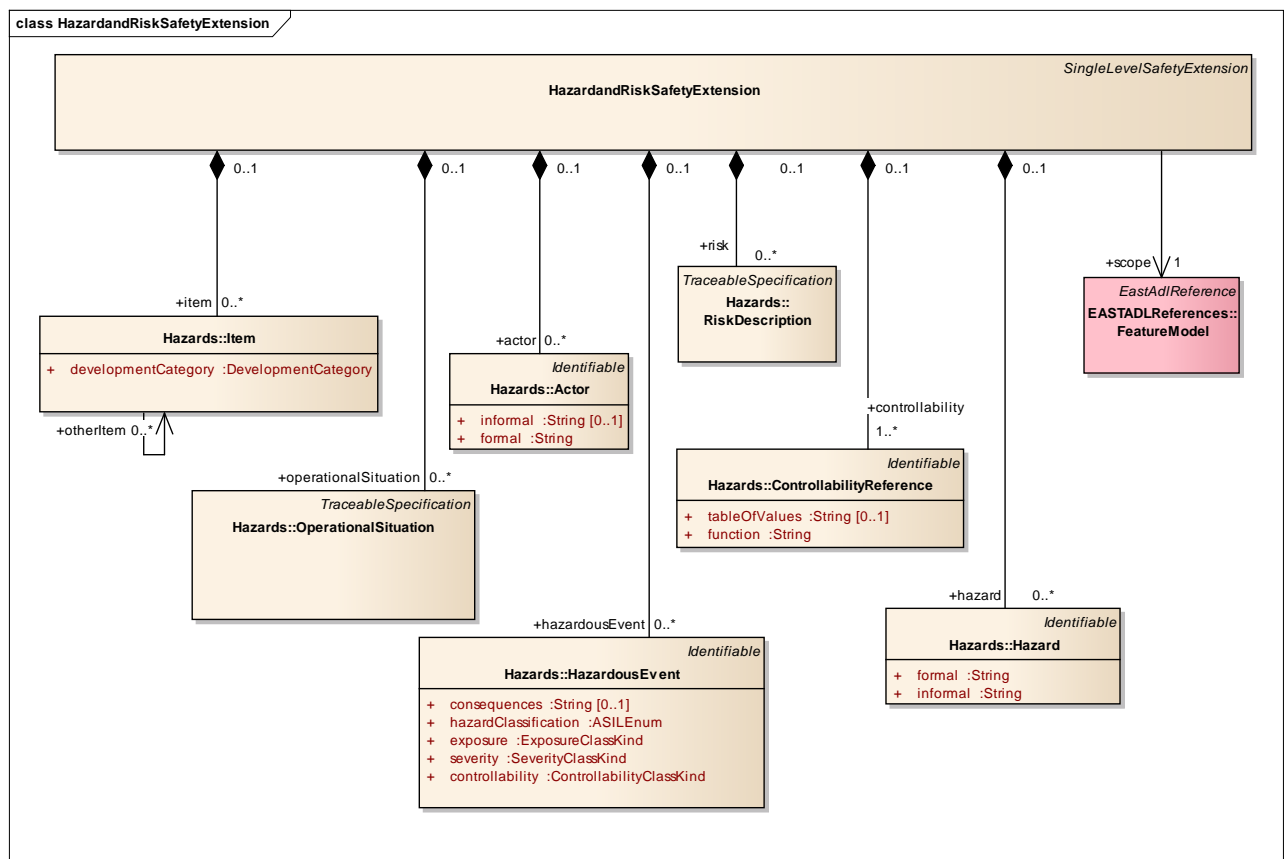 class HazardandRiskSafetyExtension
SingleLevelSafetyExtension
HazardandRiskSafetyExtension
0..1
0..1
0..1
0..1
0..1
0..1
0..1
+risk
0..*
TraceableSpecification
Hazards::
RiskDescription
+scope
1
EastAdlReference
EASTADLReferences::
FeatureModel
+item
0..*
Hazards::Item
+ developmentCategory :DevelopmentCategory
+otherItem 0..*
+actor
0..*
Identifiable
Hazards::Actor
+ informal :String [0..1]
+ formal :String
+controllability
1..*
Identifiable
Hazards::ControllabilityReference
+ tableOfValues :String [0..1]
+ function :String
+operationalSituation
0..*
TraceableSpecification
Hazards::OperationalSituation
+hazard
0..*
Identifiable
Hazards::Hazard
+ formal :String
+ informal :String
+hazardousEvent
0..*
Identifiable
Hazards::HazardousEvent
+ consequences :String [0..1]
+ hazardClassification :ASILEnum
+ exposure :ExposureClassKind
+ severity :SeverityClassKind
+ controllability :ControllabilityClassKind